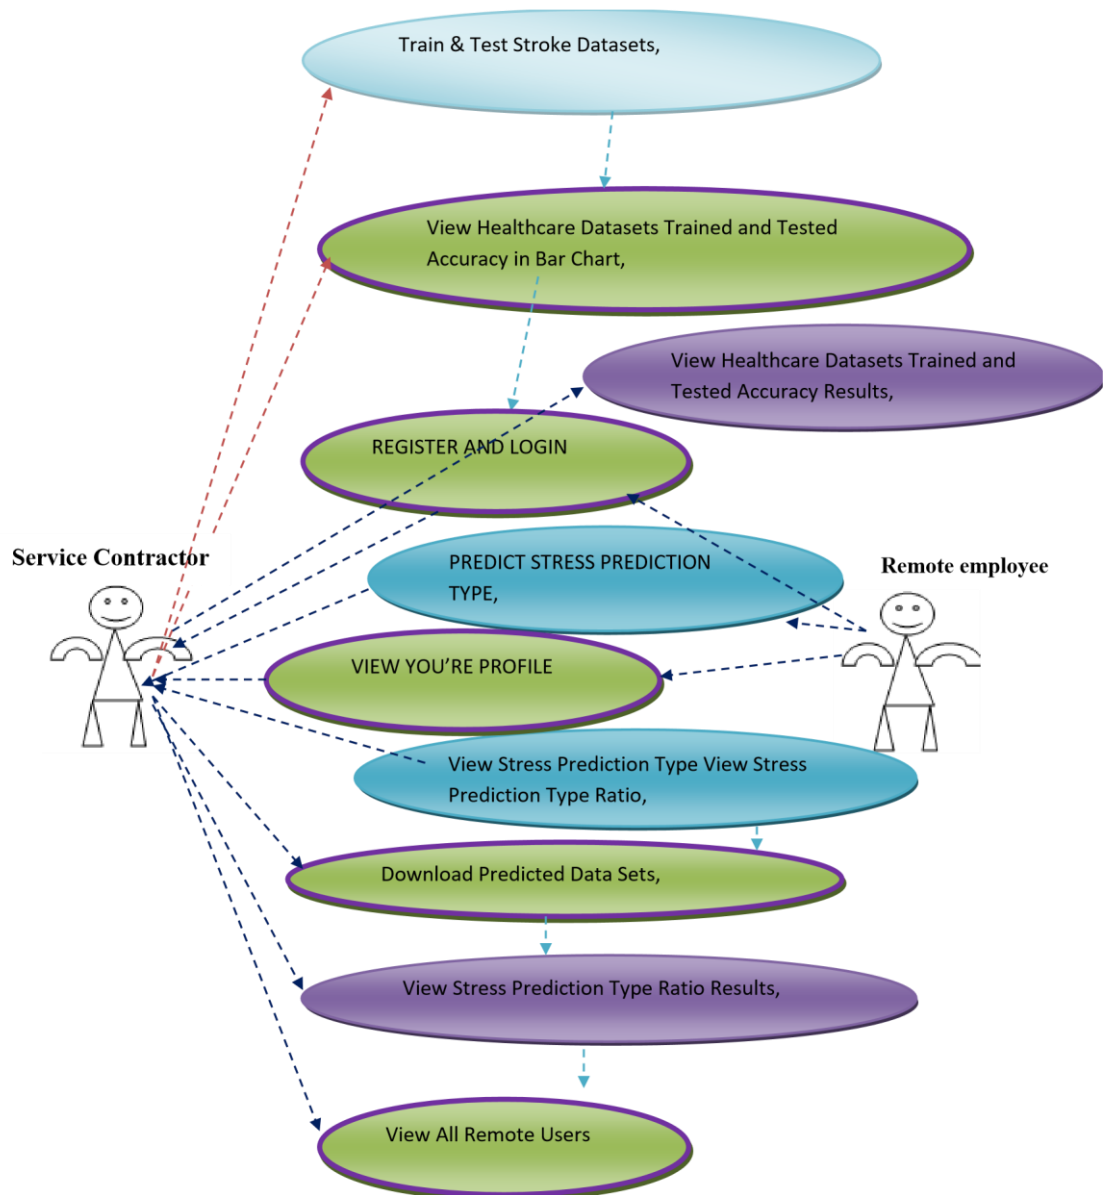 Train & Test Stroke Datasets,
View Healthcare Datasets Trained and Tested
Accuracy in Bar Chart,
View Healthcare Datasets Trained and
Tested Accuracy Results,
REGISTER AND LOGIN
Service Contractor
PREDICT STRESS PREDICTION
TYPE,
Remote employee
VIEW YOU’RE PROFILE
View Stress Prediction Type View Stress
Prediction Type Ratio,
Download Predicted Data Sets,
View Stress Prediction Type Ratio Results,
View All Remote Users